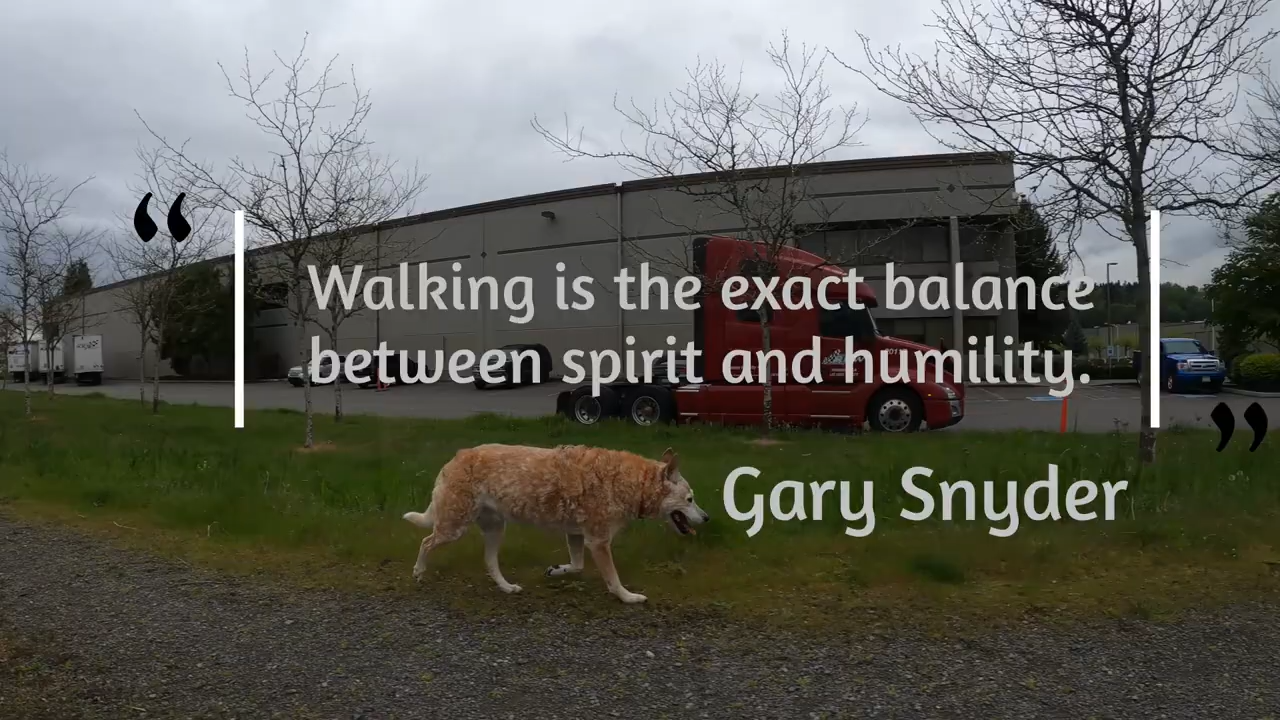 “
Walking is the exact balance
between spirit and humility.
”
Gary Snyder